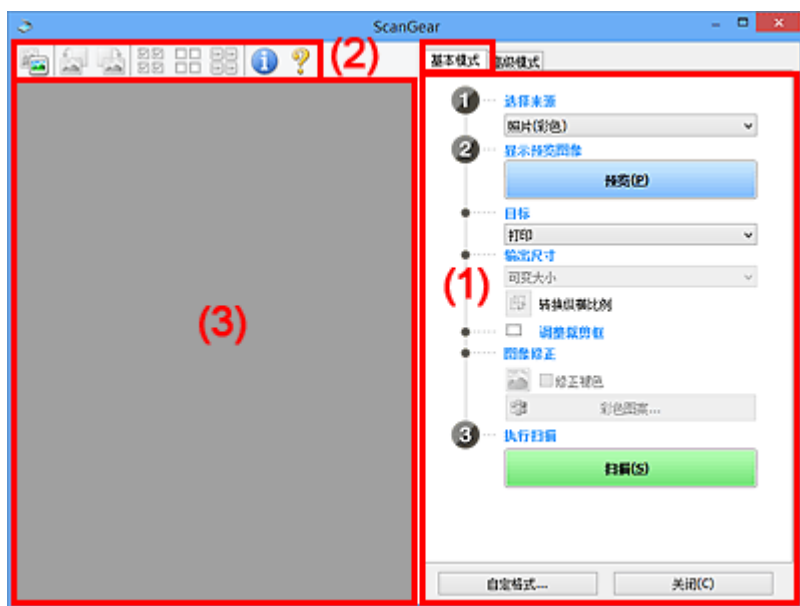 ScanGear
(2)
基本模式
高级模式
1
选择来源
照片(彩色)
2
显示预览图像
预览(P)
目标
打印
输出尺寸
可变大小
(1)
转换纵横比例
(3)
调整裁剪框
图像修正
修正褪色
彩色图案...
3
执行扫描
扫描(S)
自定格式...
关闭(C)